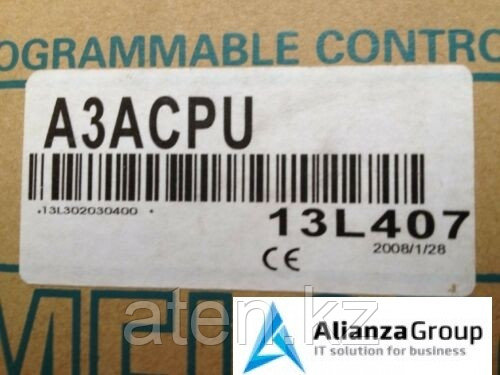 OGRAMMABLE CONTRO
A3ACPU
.13L302030400 .
13L407
2008/1/28
CE
aten.kz
AlianzaGroup
IT solution for business